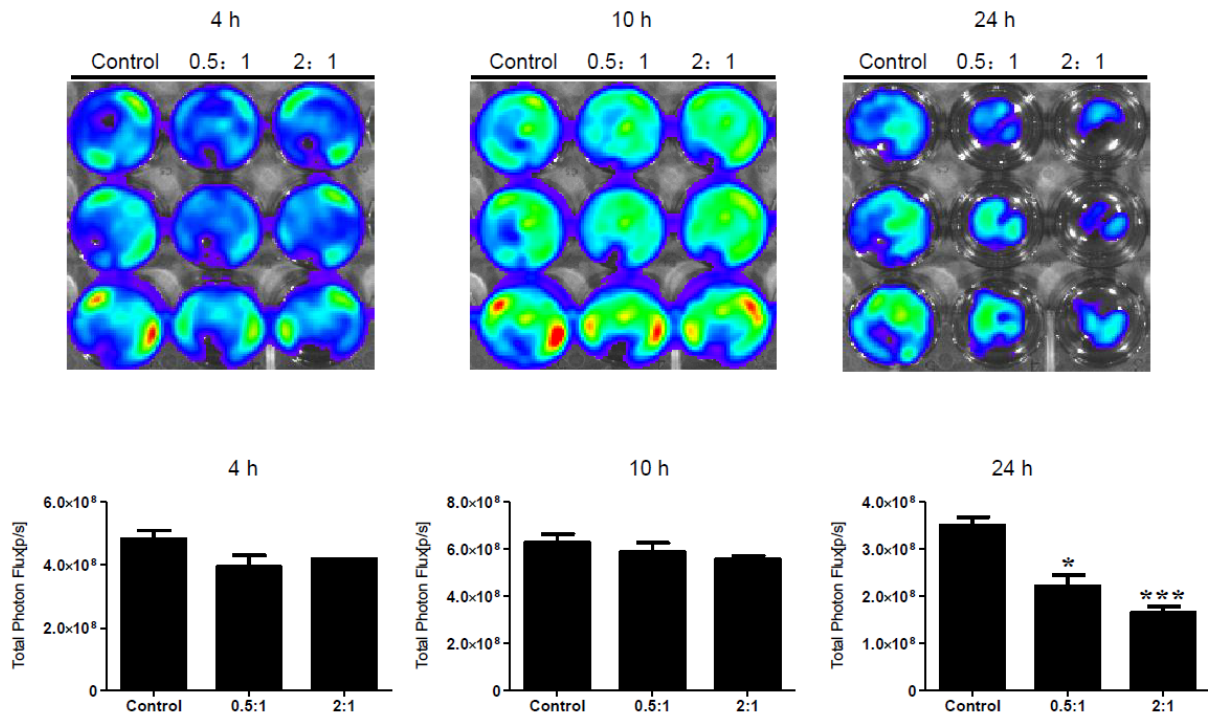 4 h 10 h 24 h
Control 0.5：1 2：1 Control 0.5：1 2：1 Control 0.5：1 2：1
4 h 10 h 24 h
Total Photon Flux[p/s]
6.0×10⁸
4.0×10⁸
2.0×10⁸
0
Control 0.5:1 2:1
Total Photon Flux[p/s]
8.0×10⁸
6.0×10⁸
4.0×10⁸
2.0×10⁸
0
Control 0.5:1 2:1
Total Photon Flux[p/s]
4.0×10⁸
3.0×10⁸
2.0×10⁸
1.0×10⁸
0
*
***
Control 0.5:1 2:1